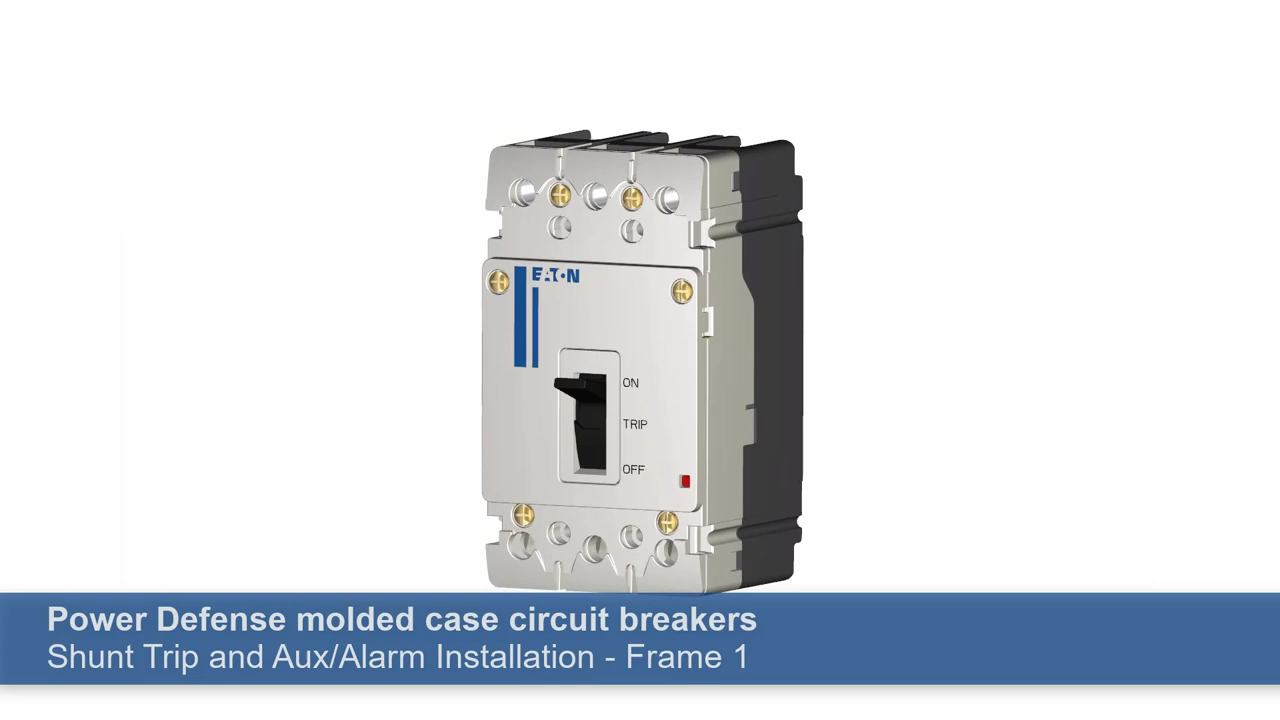 EATON
ON
TRIP
OFF
Power Defense molded case circuit breakers
Shunt Trip and Aux/Alarm Installation - Frame 1